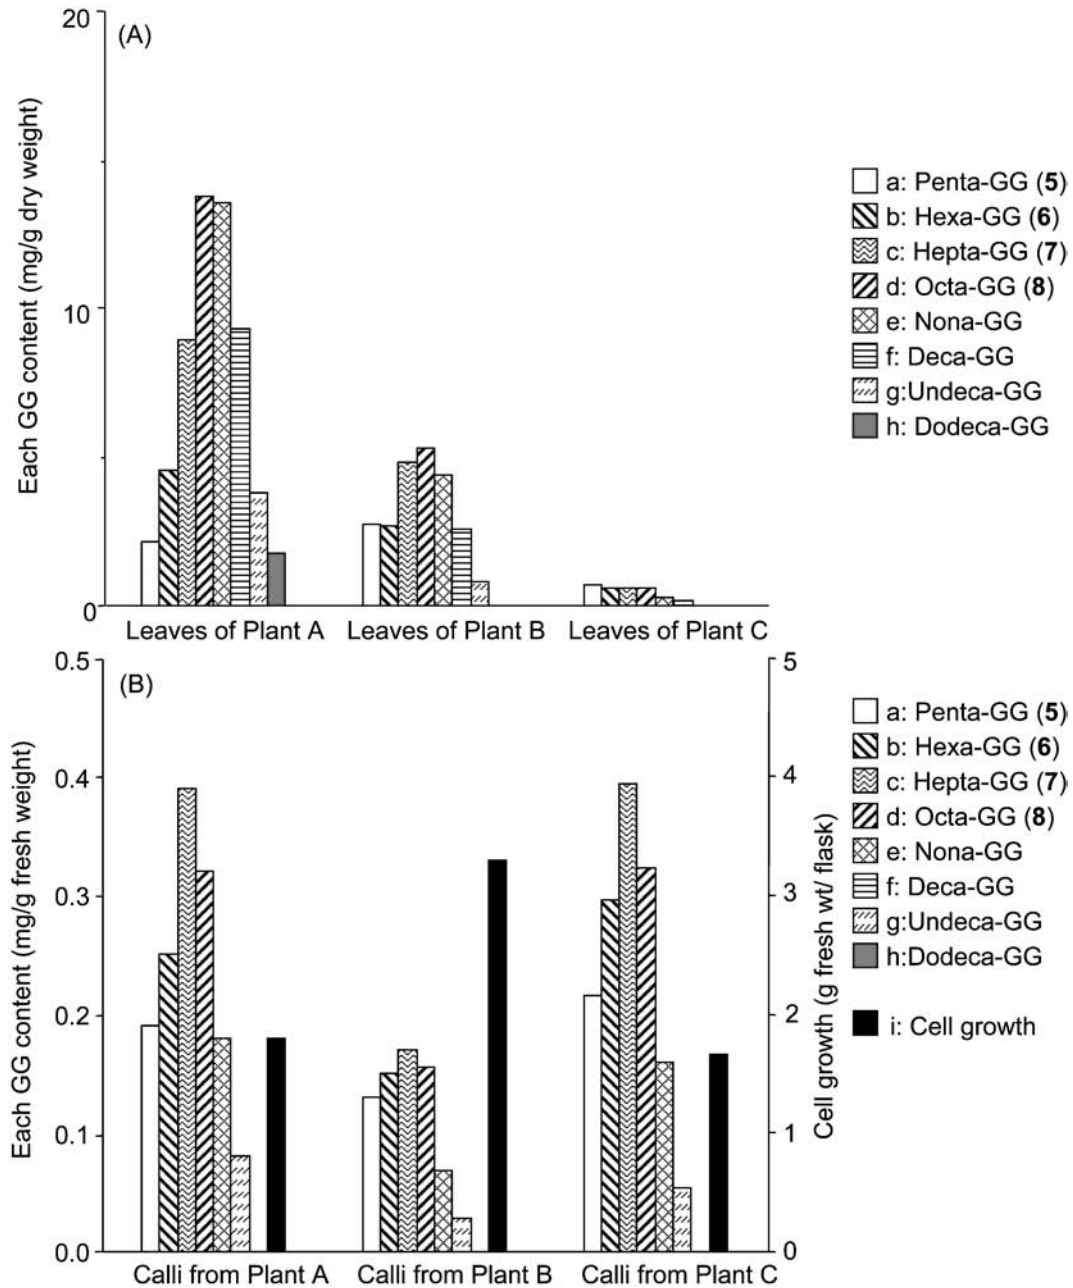 (A)
Each GG content (mg/g dry weight)
20
10
0
Leaves of Plant A
Leaves of Plant B
Leaves of Plant C
a: Penta-GG (5)
b: Hexa-GG (6)
c: Hepta-GG (7)
d: Octa-GG (8)
e: Nona-GG
f: Deca-GG
g:Undeca-GG
h: Dodeca-GG
(B)
Each GG content (mg/g fresh weight)
0.5
0.4
0.3
0.2
0.1
0.0
Calli from Plant A
Calli from Plant B
Calli from Plant C
5
4
3
2
1
0
Cell growth (g fresh wt/ flask)
a: Penta-GG (5)
b: Hexa-GG (6)
c: Hepta-GG (7)
d: Octa-GG (8)
e: Nona-GG
f: Deca-GG
g:Undeca-GG
h:Dodeca-GG
i: Cell growth